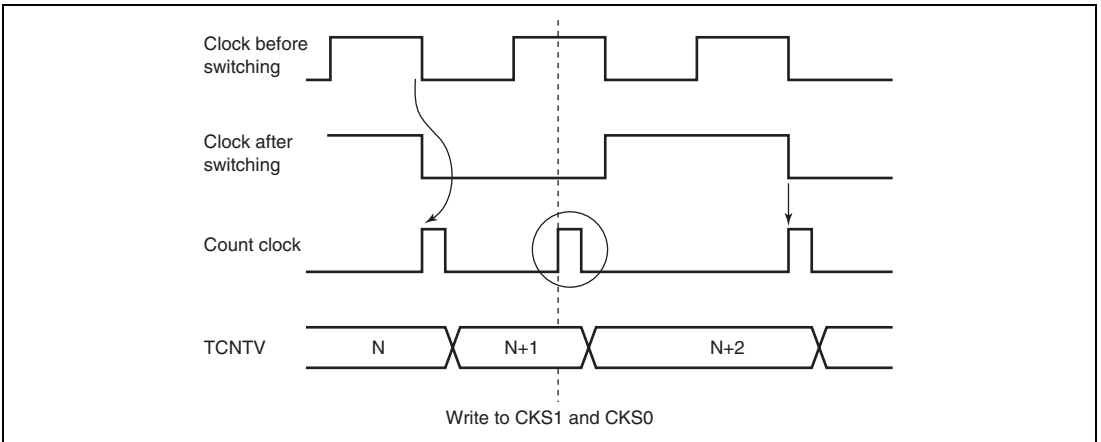 Clock before
switching
Clock after
switching
Count clock
TCNTV
N
N+1
N+2
Write to CKS1 and CKS0